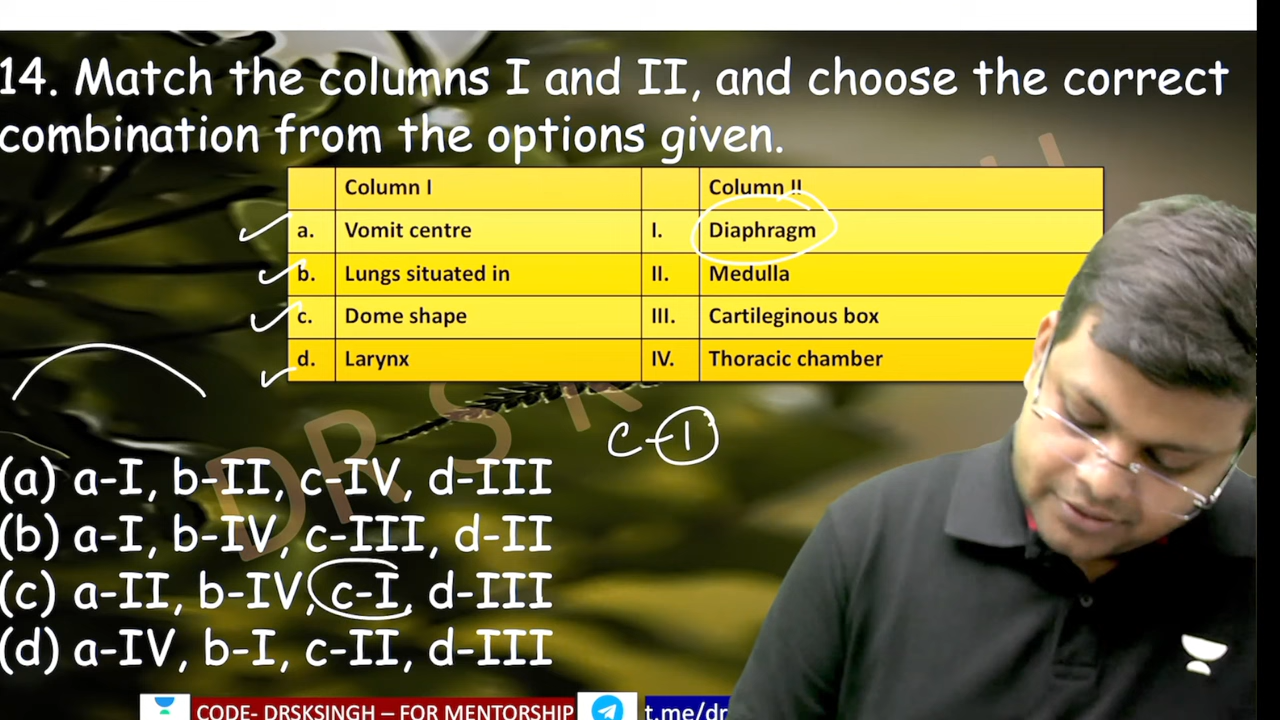 14. Match the columns I and II, and choose the correct
combination from the options given.
Column I Column II
a. Vomit centre I. Diaphragm
b. Lungs situated in II. Medulla
c. Dome shape III. Cartileginous box
d. Larynx IV. Thoracic chamber
c-1
(a) a-I, b-II, c-IV, d-III
(b) a-I, b-IV, c-III, d-II
(c) a-II, b-IV, c-I, d-III
(d) a-IV, b-I, c-II, d-III
DR S K
CODE- DRSKSINGH – FOR MENTORSHIP
t.me/dr